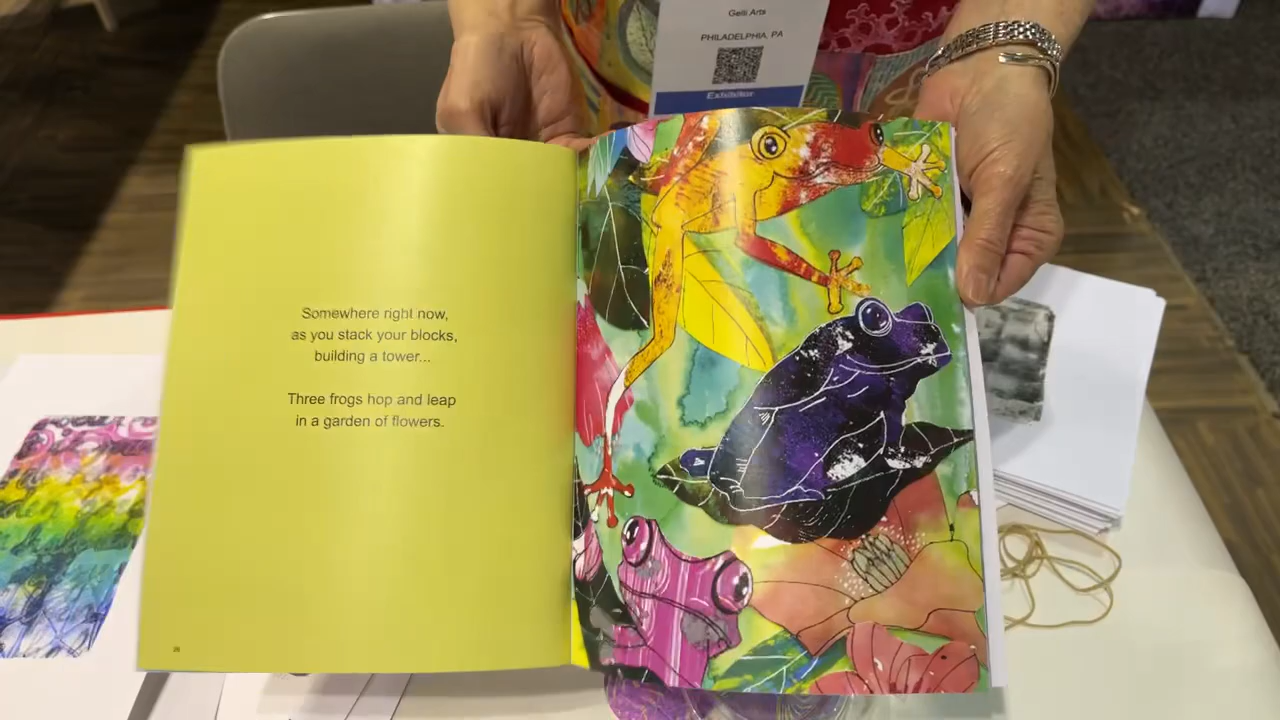 Gelli Arts
PHILADELPHIA, PA
Exhibitor
Somewhere right now,
as you stack your blocks,
building a tower...
Three frogs hop and leap
in a garden of flowers.